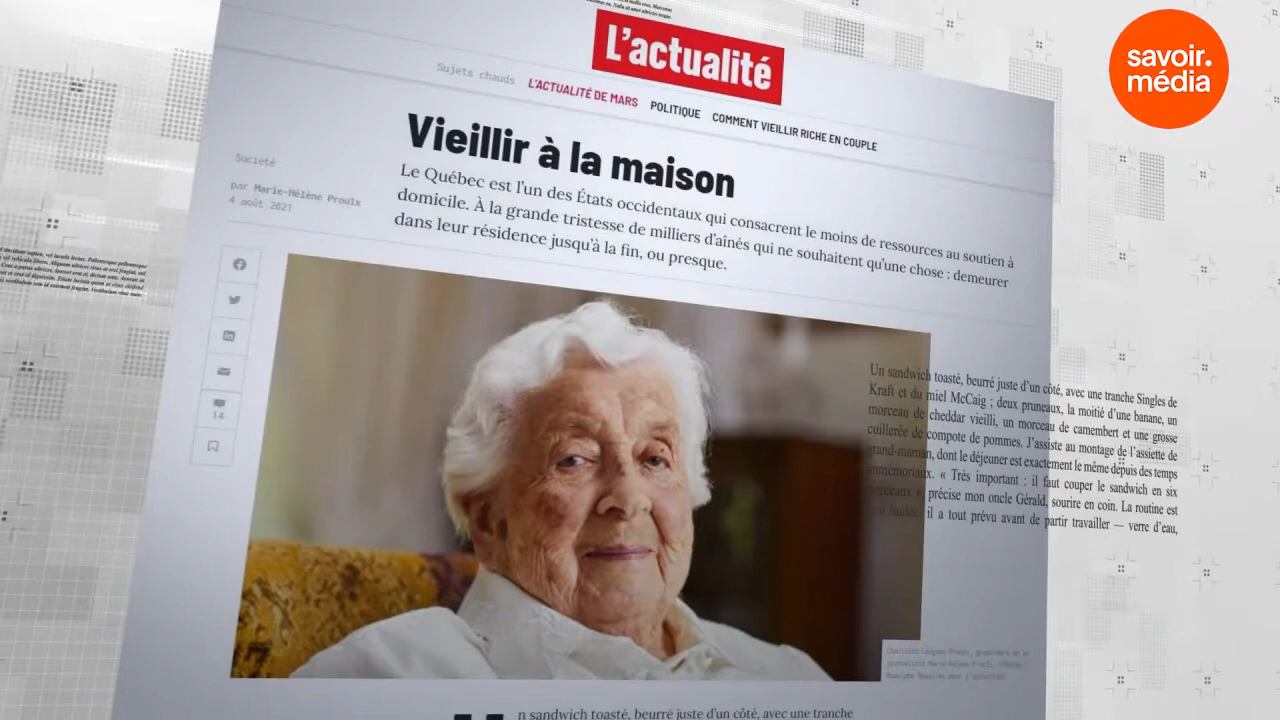 L'actualité
savoir.
média
Sujets chauds L'ACTUALITÉ DE MARS POLITIQUE COMMENT VIEILLIR RICHE EN COUPLE
Vieillir à la maison
Société
par Marie-Hélène Proulx
4 août 2021
Le Québec est l'un des États occidentaux qui consacrent le moins de ressources au soutien à
domicile. À la grande tristesse de milliers d'aînés qui ne souhaitent qu'une chose : demeurer
dans leur résidence jusqu'à la fin, ou presque.
14
Un sandwich toasté, beurré juste d'un côté, avec une tranche Singles de
Kraft et du miel McCaig ; deux pruneaux, la moitié d'une banane, un
morceau de cheddar vieilli, un morceau de camembert et une grosse
cuillerée de compote de pommes. J'assiste au montage de l'assiette de
grand-maman, dont le déjeuner est exactement le même depuis des temps
immémoriaux. « Très important : il faut couper le sandwich en six
morceaux », précise mon oncle Gérald, sourire en coin. La routine est
il a tout prévu avant de partir travailler — verre d'eau,
n sandwich toasté, beurré juste d'un côté, avec une tranche